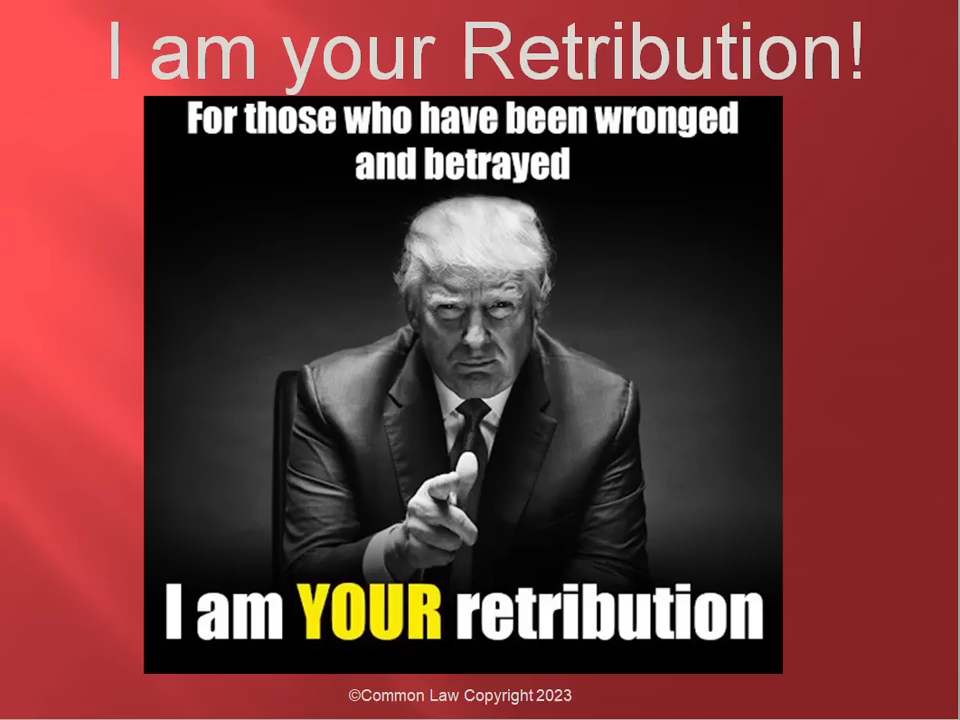 I am your Retribution!
For those who have been wronged
and betrayed
I am YOUR retribution
©Common Law Copyright 2023